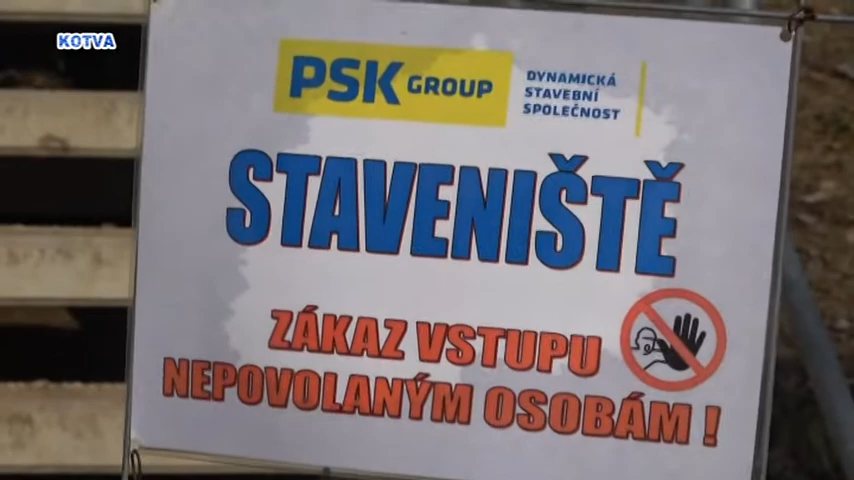 KOTVA
PSK GROUP
DYNAMICKÁ
STAVEBNÍ
SPOLEČNOST
STAVENIŠTĚ
ZÁKAZ VSTUPU
NEPOVOLANÝM OSOBÁM !